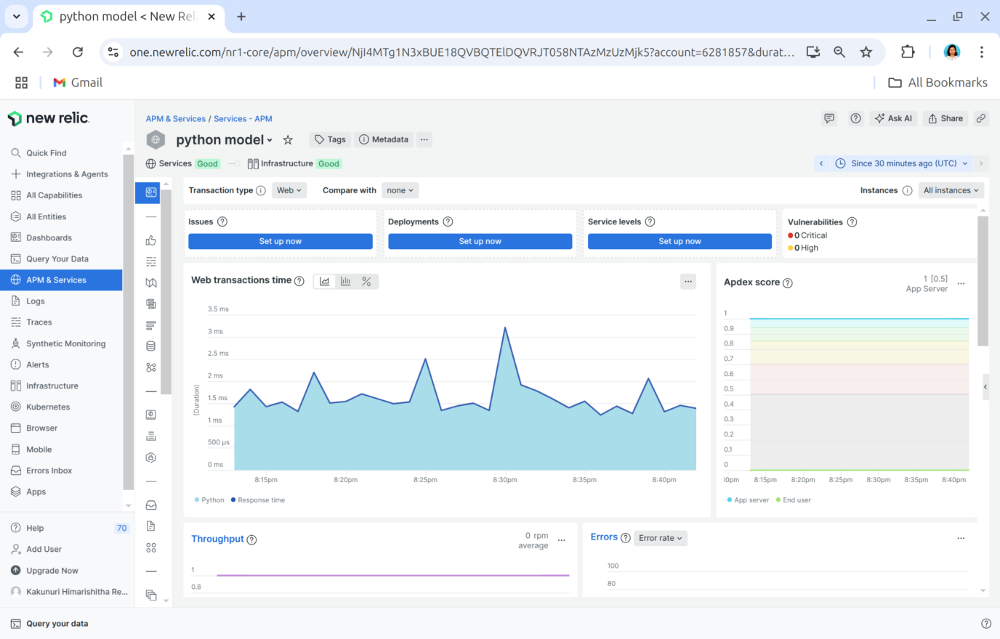 python model < New Rel
one.newrelic.com/nr1-core/apm/overview/NjI4MTg1N3xBUE18QVBQTElDQVRJT058NTAzMzUzMjk5?account=6281857&durat...
Gmail
All Bookmarks
new relic
APM & Services / Services - APM
Ask AI
Share
python model
Tags
Metadata
...
Services Good
Infrastructure Good
Since 30 minutes ago (UTC)
Quick Find
Integrations & Agents
All Capabilities
All Entities
Dashboards
Query Your Data
APM & Services
Logs
Traces
Synthetic Monitoring
Alerts
Infrastructure
Kubernetes
Browser
Mobile
Errors Inbox
Apps
Help 70
Add User
Upgrade Now
Kakunuri Himarishitha Re...
Transaction type Web
Compare with none
Instances All instances
Issues
Set up now
Deployments
Set up now
Service levels
Set up now
Vulnerabilities
0 Critical
0 High
Web transactions time
...
3.5 ms
3 ms
2.5 ms
2 ms
1.5 ms
1 ms
500 µs
0 ms
(Duration)
8:15pm 8:20pm 8:25pm 8:30pm 8:35pm 8:40pm
Python Response time
Apdex score
1 [0.5]
App Server
...
1
0.9
0.8
0.7
0.6
0.5
0.4
0.3
0.2
0.1
0
10pm 8:15pm 8:20pm 8:25pm 8:30pm 8:35pm 8:40pm
App server End user
Throughput
0 rpm
average
...
1
0.8
Errors Error rate
...
100
80
Query your data